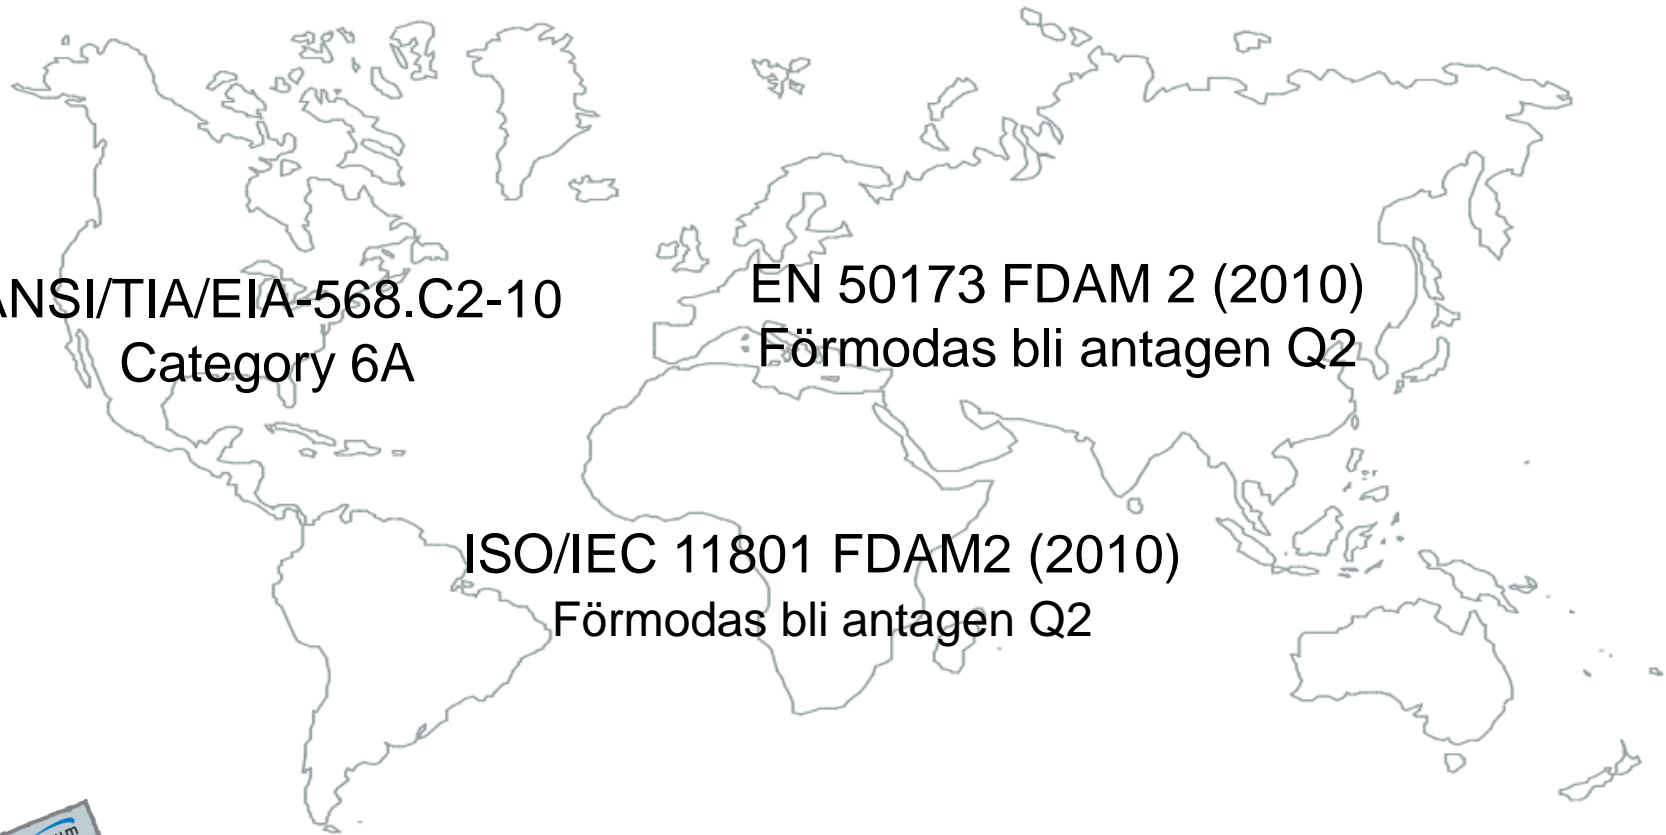 ANSI/TIA/EIA-568.C2-10
Category 6A
EN 50173 FDAM 2 (2010)
Förmodas bli antagen Q2
ISO/IEC 11801 FDAM2 (2010)
Förmodas bli antagen Q2